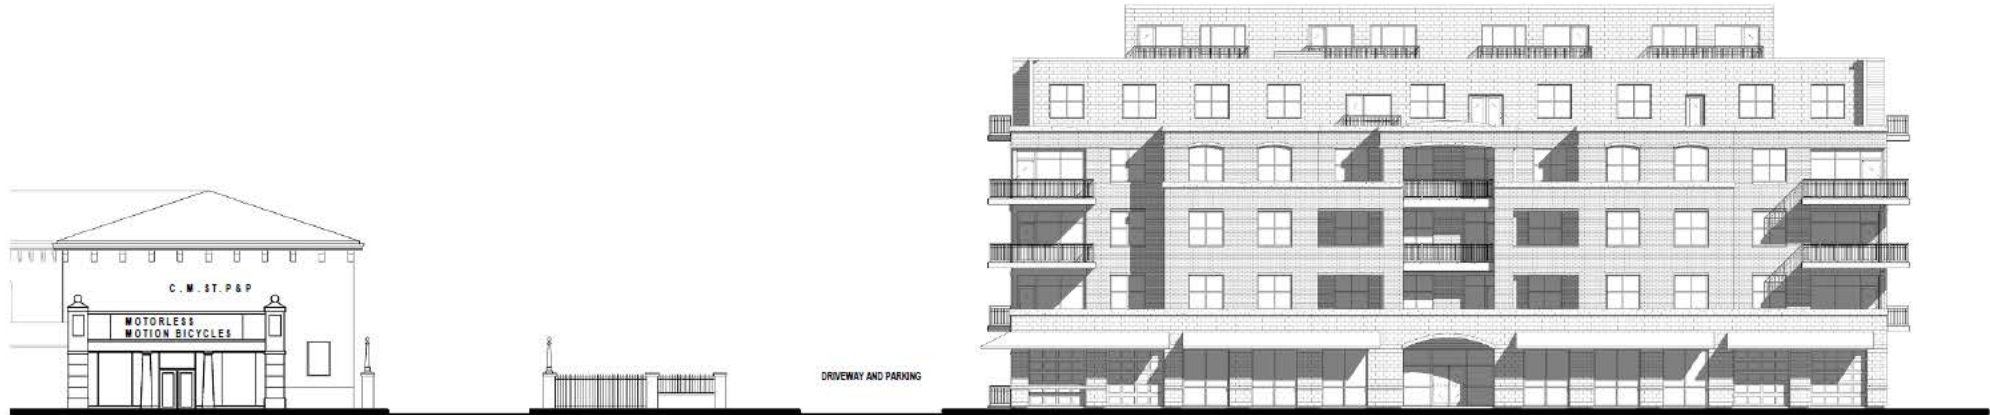 C. M. ST. P & P
MOTORLESS
MOTION BICYCLES
DRIVEWAY AND PARKING